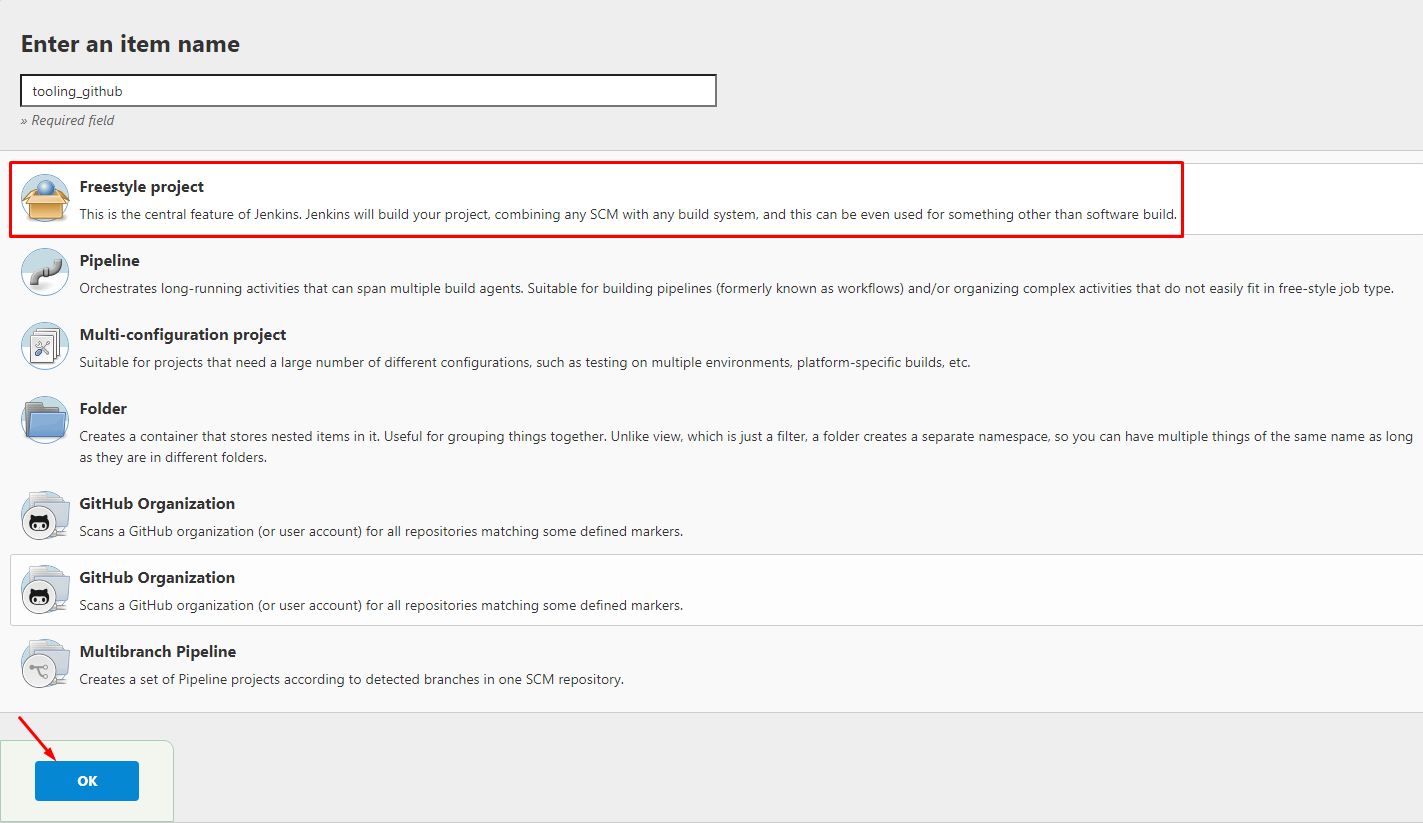 Enter an item name
tooling_github
» Required field
Freestyle project
This is the central feature of Jenkins. Jenkins will build your project, combining any SCM with any build system, and this can be even used for something other than software build.
Pipeline
Orchestrates long-running activities that can span multiple build agents. Suitable for building pipelines (formerly known as workflows) and/or organizing complex activities that do not easily fit in free-style job type.
Multi-configuration project
Suitable for projects that need a large number of different configurations, such as testing on multiple environments, platform-specific builds, etc.
Folder
Creates a container that stores nested items in it. Useful for grouping things together. Unlike view, which is just a filter, a folder creates a separate namespace, so you can have multiple things of the same name as long
as they are in different folders.
GitHub Organization
Scans a GitHub organization (or user account) for all repositories matching some defined markers.
GitHub Organization
Scans a GitHub organization (or user account) for all repositories matching some defined markers.
Multibranch Pipeline
Creates a set of Pipeline projects according to detected branches in one SCM repository.
OK